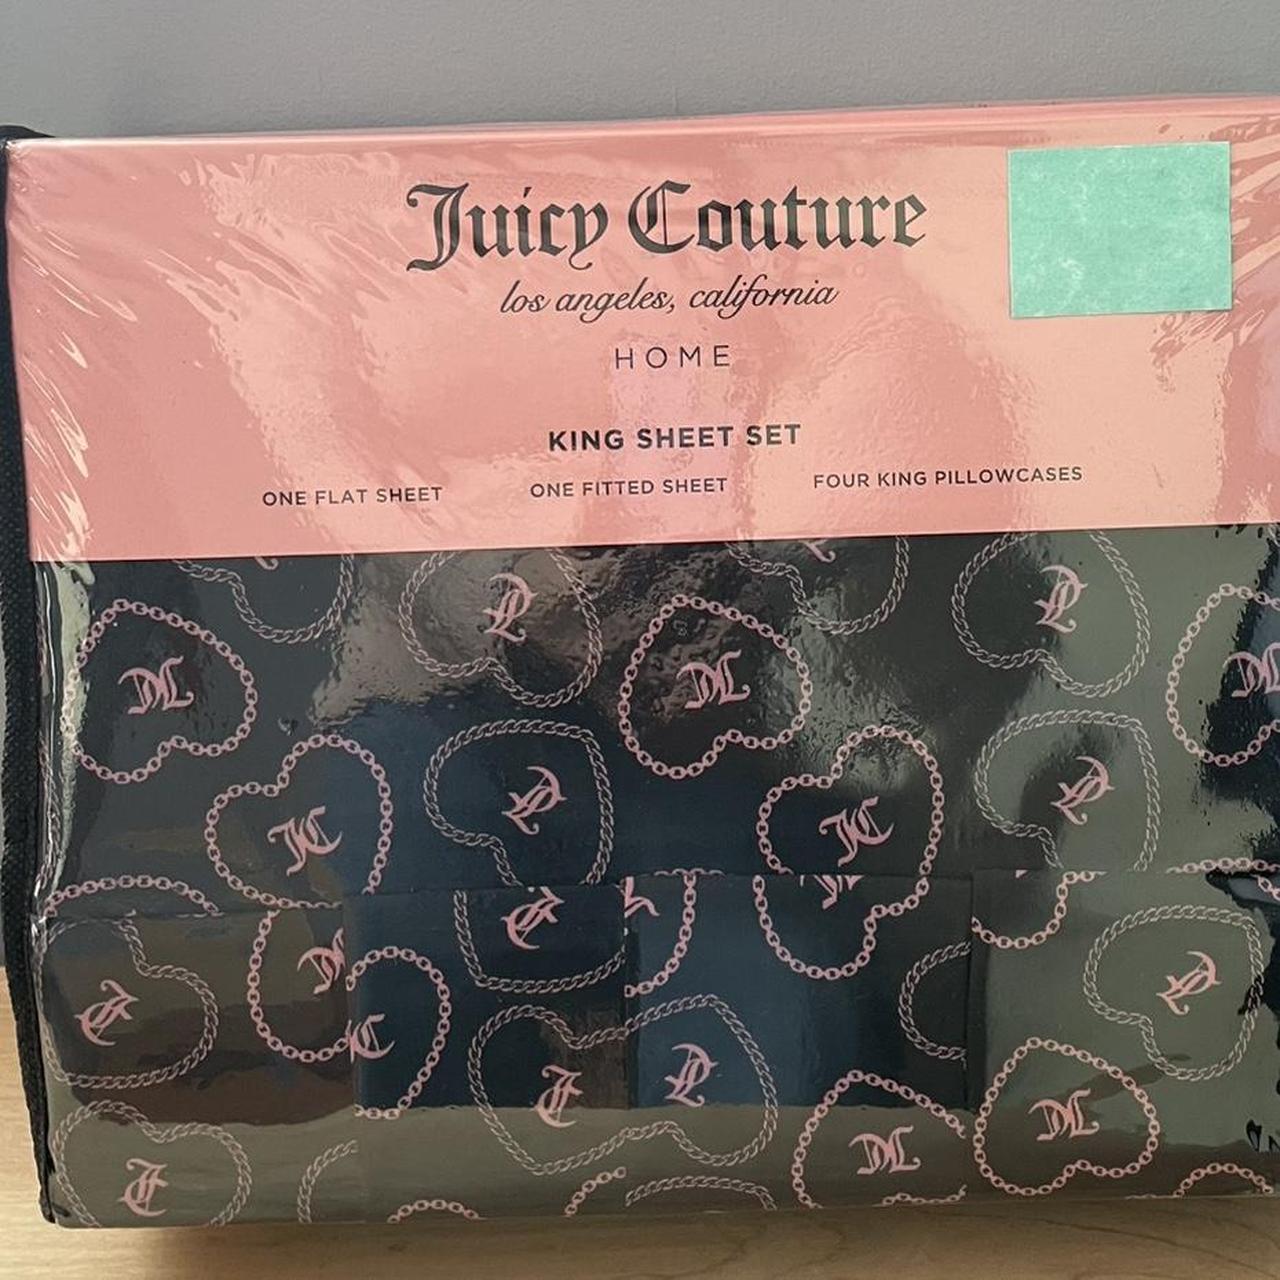 Juicy Couture
los angeles, california
HOME
KING SHEET SET
ONE FLAT SHEET ONE FITTED SHEET FOUR KING PILLOWCASES